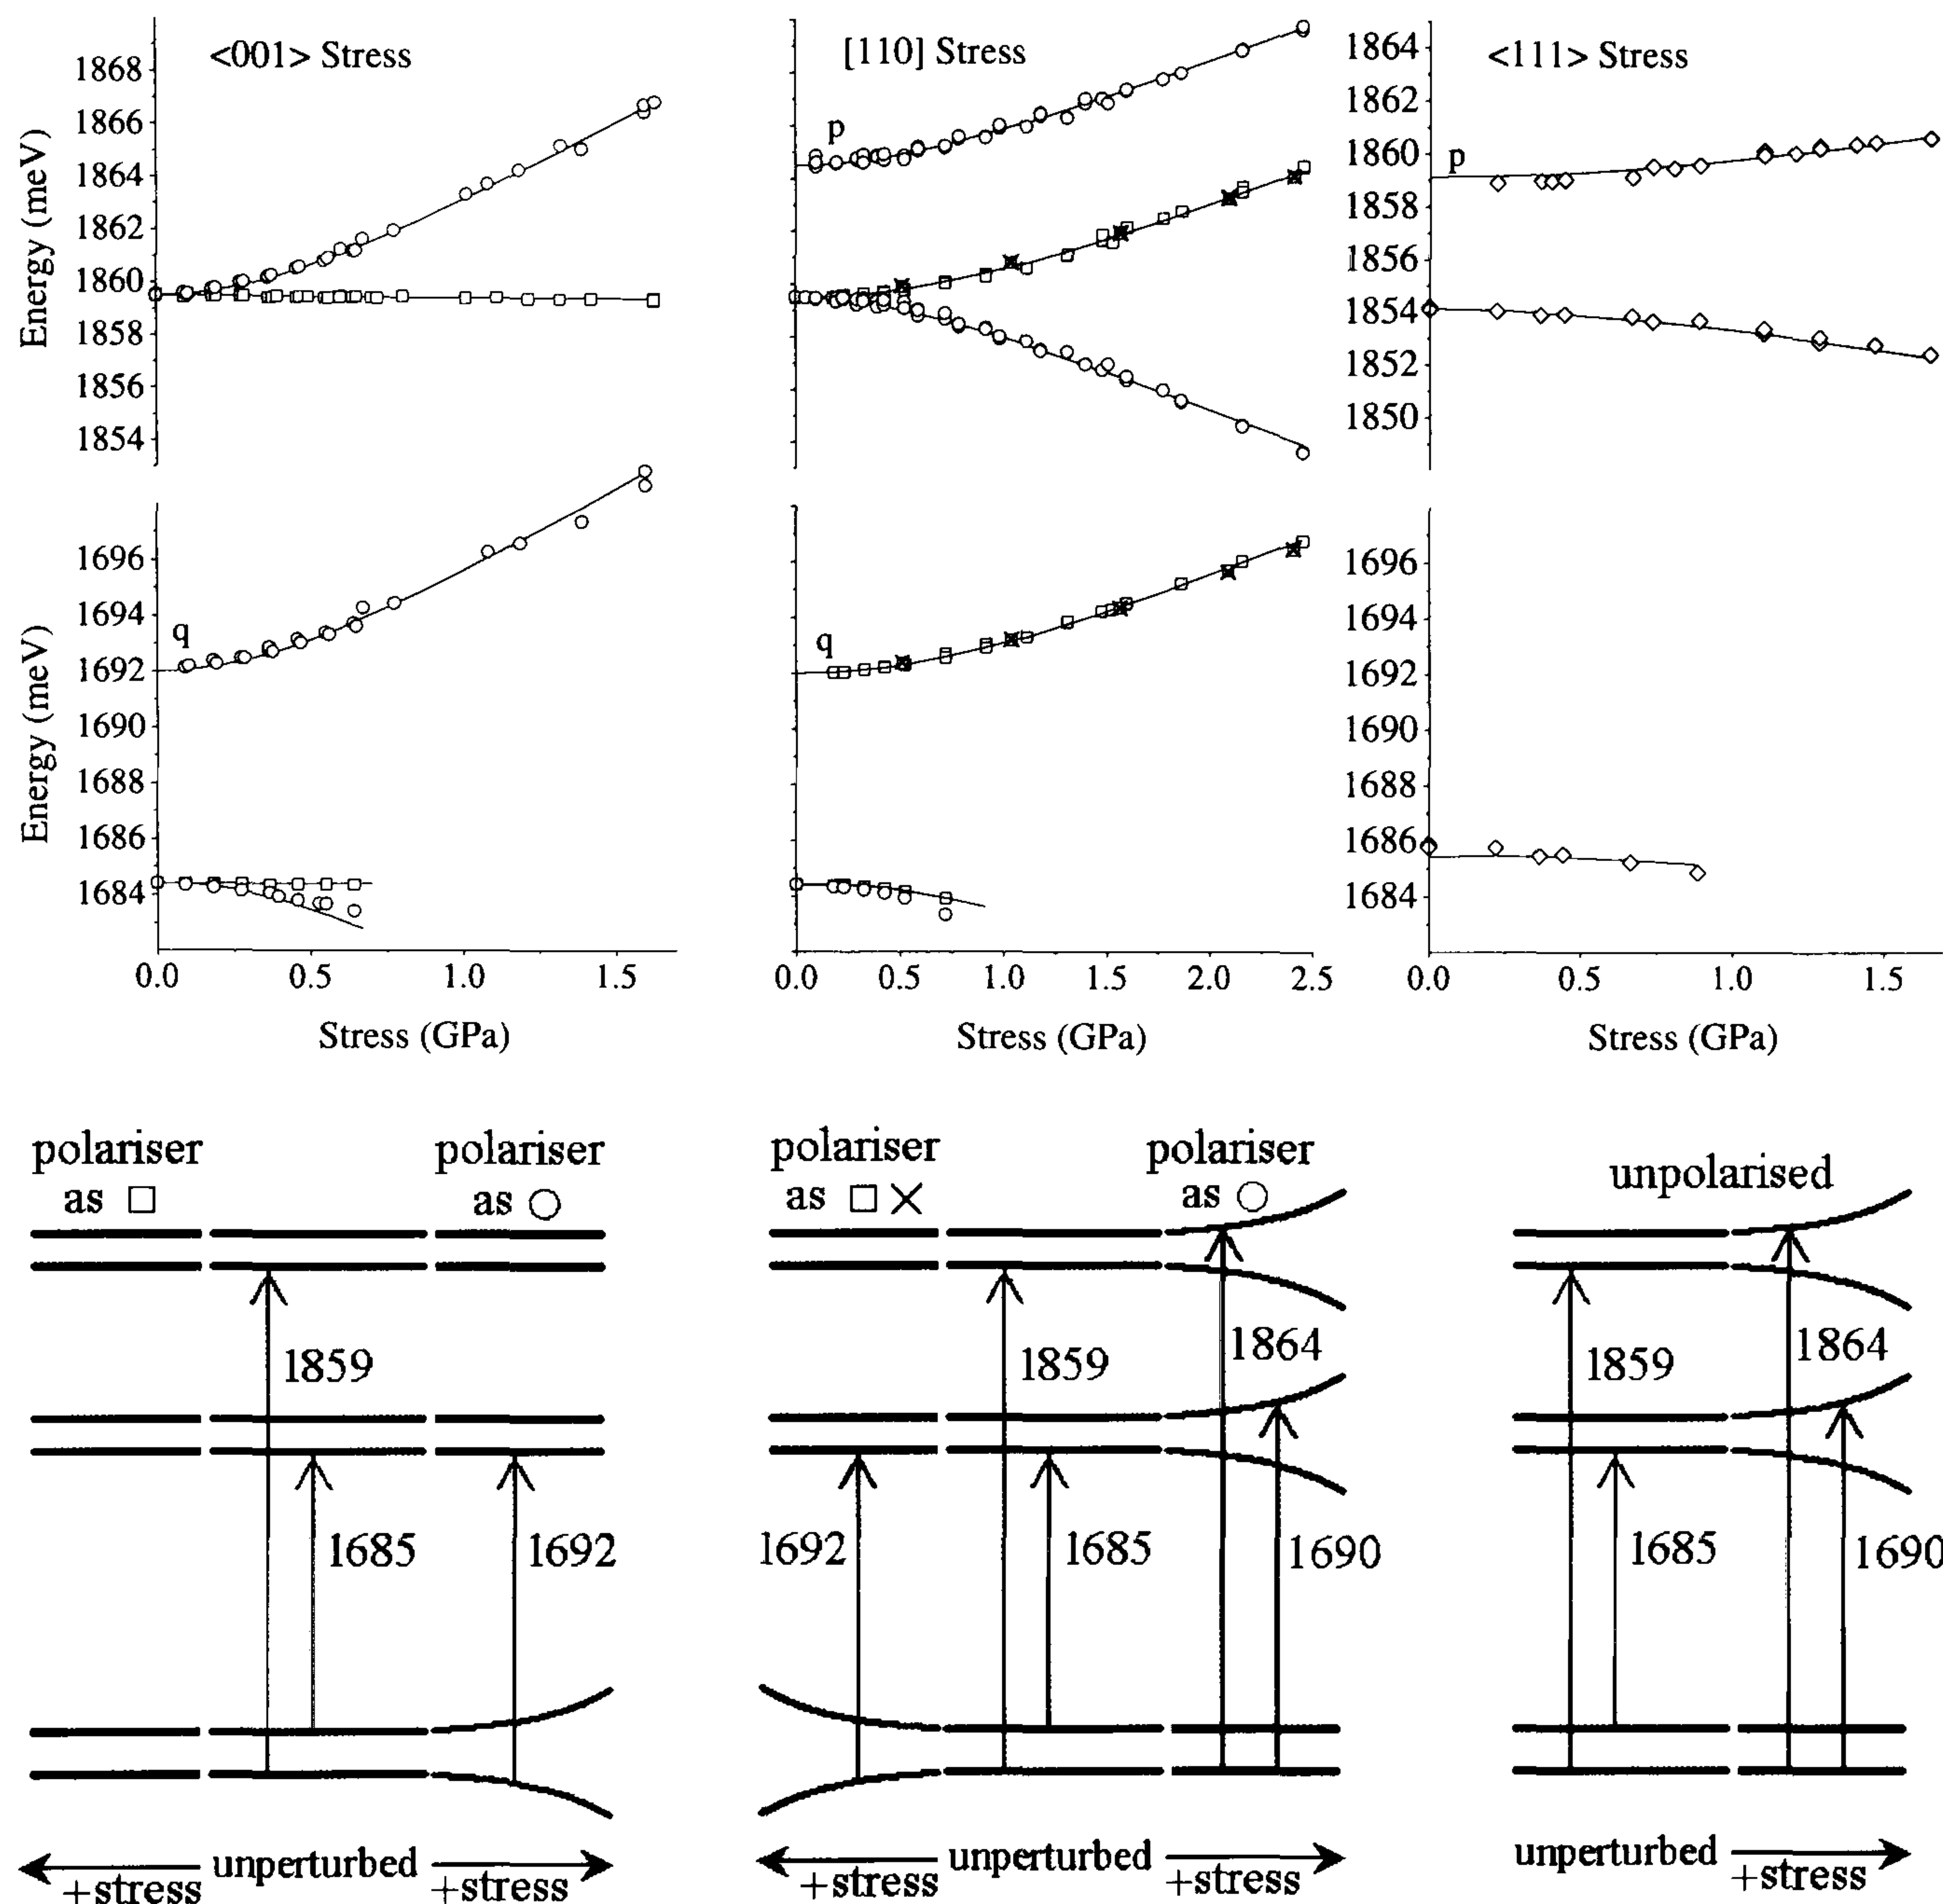 <001> Stress
[110] Stress
<111> Stress
Energy (meV)
1868
1866
1864
1862
1860
1858
1856
1854
p
1864
1862
1860
1858
1856
1854
1852
1850
p
Energy (meV)
1696
1694
1692
1690
1688
1686
1684
q
q
1696
1694
1692
1690
1688
1686
1684
0.0 0.5 1.0 1.5
0.0 0.5 1.0 1.5 2.0 2.5
0.0 0.5 1.0 1.5
Stress (GPa)
Stress (GPa)
Stress (GPa)
polariser
as □
polariser
as ○
polariser
as □ ×
polariser
as ○
unpolarised
1859
1685
1692
1692
1859
1685
1864
1690
1859
1685
1864
1690
+stress
unperturbed
+stress
+stress
unperturbed
+stress
unperturbed
+stress